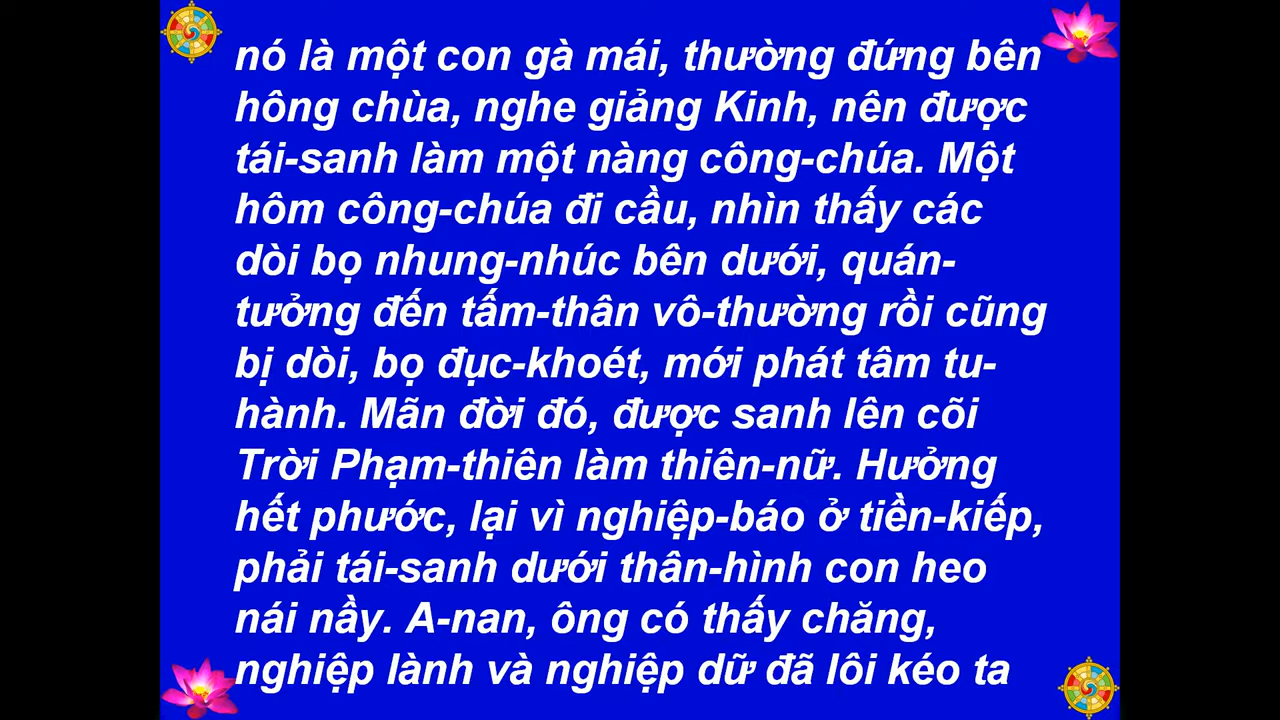 nó là một con gà mái, thường đứng bên
hông chùa, nghe giảng Kinh, nên được
tái-sanh làm một nàng công-chúa. Một
hôm công-chúa đi cầu, nhìn thấy các
dòi bọ nhung-nhúc bên dưới, quán-
tưởng đến tấm-thân vô-thường rồi cũng
bị dòi, bọ đục-khoét, mới phát tâm tu-
hành. Mãn đời đó, được sanh lên cõi
Trời Phạm-thiên làm thiên-nữ. Hưởng
hết phước, lại vì nghiệp-báo ở tiền-kiếp,
phải tái-sanh dưới thân-hình con heo
nái nầy. A-nan, ông có thấy chăng,
nghiệp lành và nghiệp dữ đã lôi kéo ta